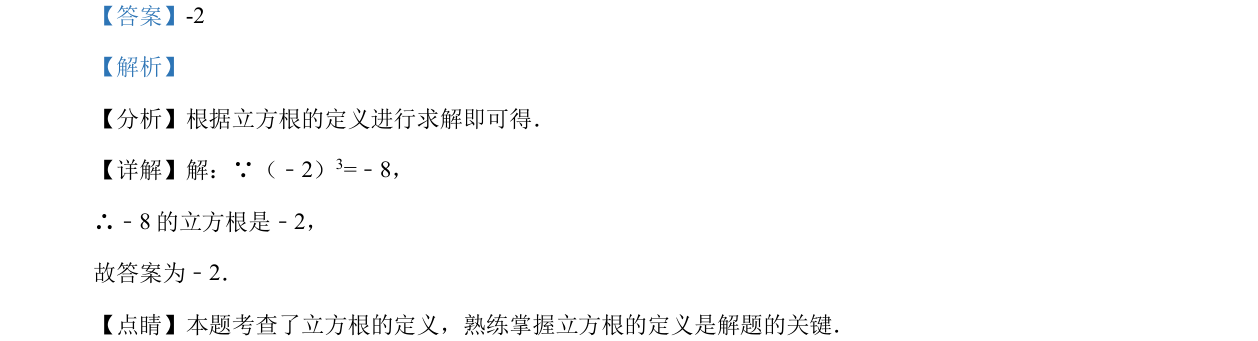 【答案】-2
【解析】
【分析】根据立方根的定义进行求解即可得．
【详解】解：∵（﹣2）³=﹣8，
∴﹣8 的立方根是﹣2，
故答案为﹣2．
【点睛】本题考查了立方根的定义，熟练掌握立方根的定义是解题的关键．